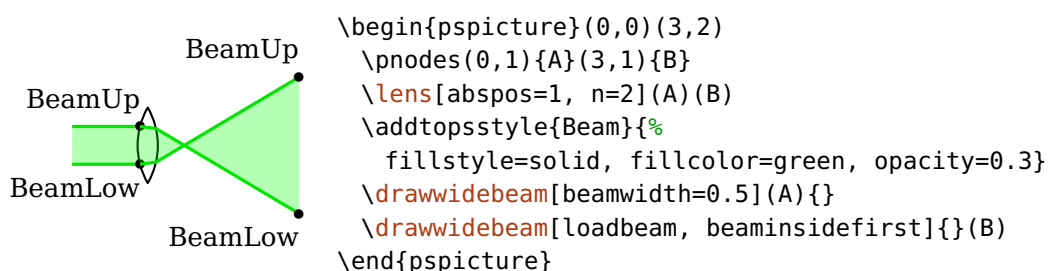 BeamUp
BeamUp
BeamLow
BeamLow
\begin{pspicture}(0,0)(3,2)
  \pnodes(0,1){A}(3,1){B}
  \lens[abspos=1, n=2](A)(B)
  \addtopsstyle{Beam}{%
    fillstyle=solid, fillcolor=green, opacity=0.3}
  \drawwidebeam[beamwidth=0.5](A){}
  \drawwidebeam[loadbeam, beaminsidefirst]{}(B)
\end{pspicture}